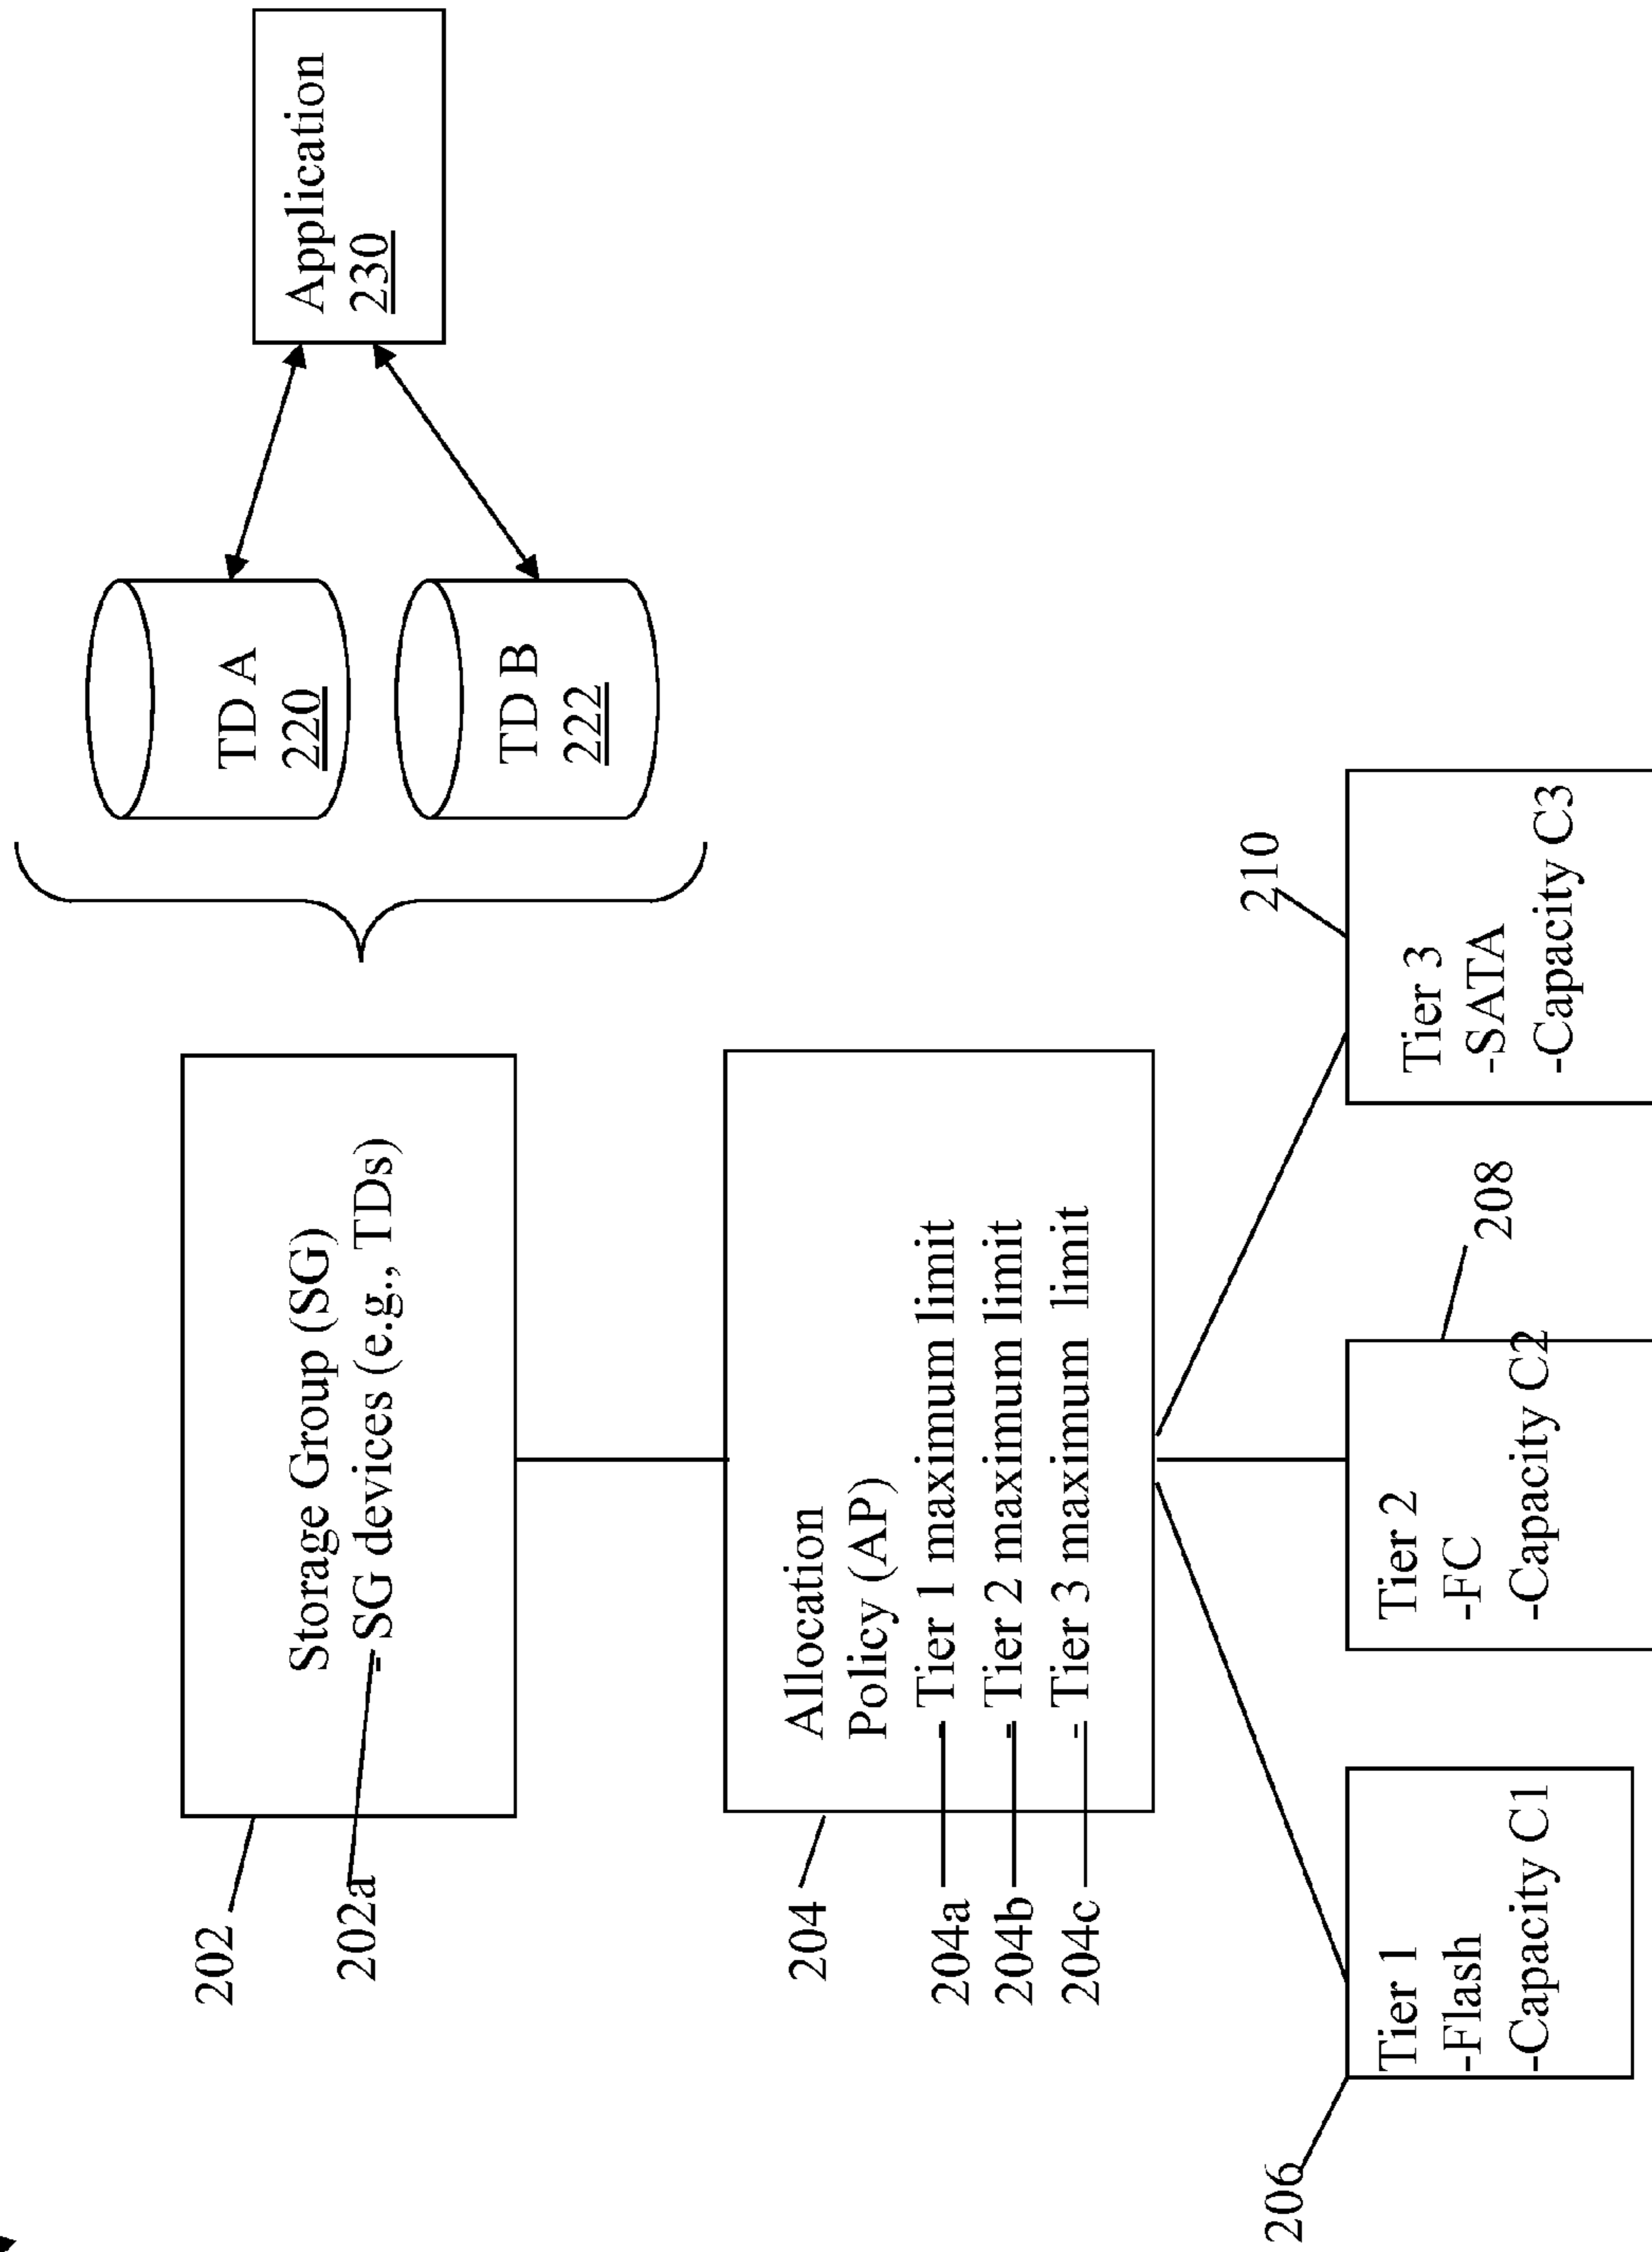 202
Storage Group (SG)
202a
- SG devices (e.g., TDs)
TD A
220
TD B
222
Application
230
204
Allocation
Policy (AP)
204a
-Tier 1 maximum limit
204b
- Tier 2 maximum limit
204c
- Tier 3 maximum  limit
206
Tier 1
-Flash
-Capacity C1
208
Tier 2
-FC
-Capacity C2
210
Tier 3
-SATA
-Capacity C3